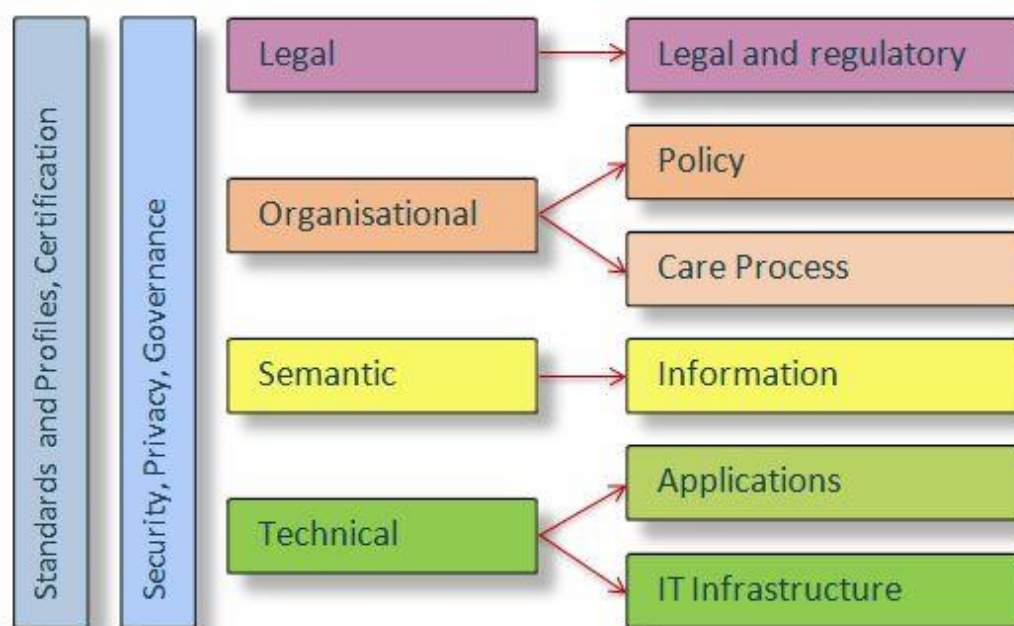 Standards and Profiles, Certification
Security, Privacy, Governance
Legal
Legal and regulatory
Organisational
Policy
Care Process
Semantic
Information
Technical
Applications
IT Infrastructure